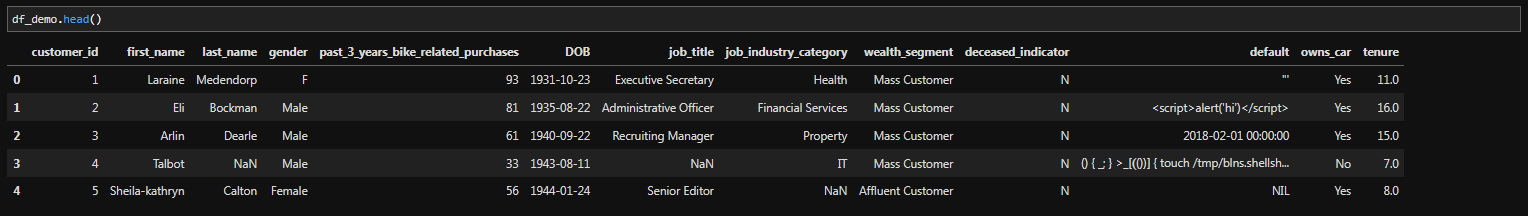 df_demo.head()
customer_id first_name last_name gender past_3_years_bike_related_purchases DOB job_title job_industry_category wealth_segment deceased_indicator default owns_car tenure
0 1 Laraine Medendorp F 93 1931-10-23 Executive Secretary Health Mass Customer N "' Yes 11.0
1 2 Eli Bockman Male 81 1935-08-22 Administrative Officer Financial Services Mass Customer N <script>alert('hi')</script> Yes 16.0
2 3 Arlin Dearle Male 61 1940-09-22 Recruiting Manager Property Mass Customer N 2018-02-01 00:00:00 Yes 15.0
3 4 Talbot NaN Male 33 1943-08-11 NaN IT Mass Customer N () { _; } >_[$($())] { touch /tmp/blns.shellsh... No 7.0
4 5 Sheila-kathryn Calton Female 56 1944-01-24 Senior Editor NaN Affluent Customer N NIL Yes 8.0